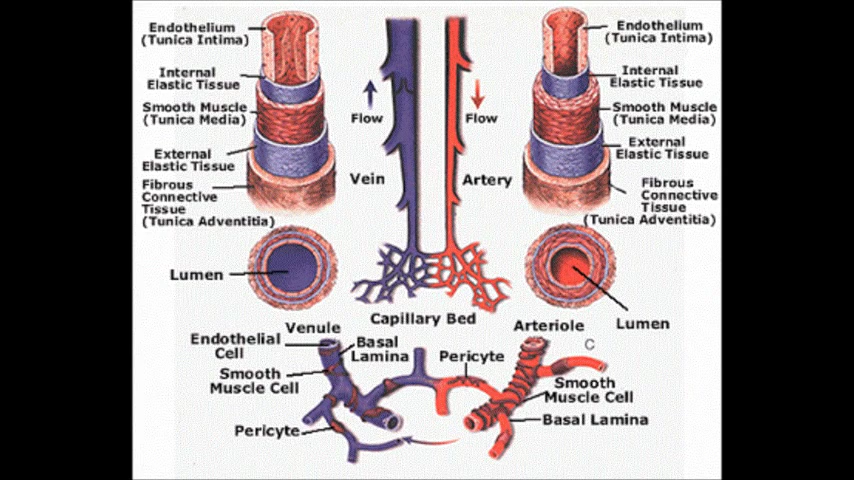 Endothelium
(Tunica Intima)
Internal
Elastic Tissue
Smooth Muscle
(Tunica Media)
External
Elastic Tissue
Fibrous
Connective
Tissue
(Tunica Adventitia)
Lumen
Flow
Vein
Flow
Artery
Capillary Bed
Endothelium
(Tunica Intima)
Internal
Elastic Tissue
Smooth Muscle
(Tunica Media)
External
Elastic Tissue
Fibrous
Connective
Tissue
(Tunica Adventitia)
Lumen
Venule
Endothelial
Cell
Basal
Lamina
Smooth
Muscle Cell
Pericyte
Pericyte
Arteriole
C
Smooth
Muscle Cell
Basal Lamina